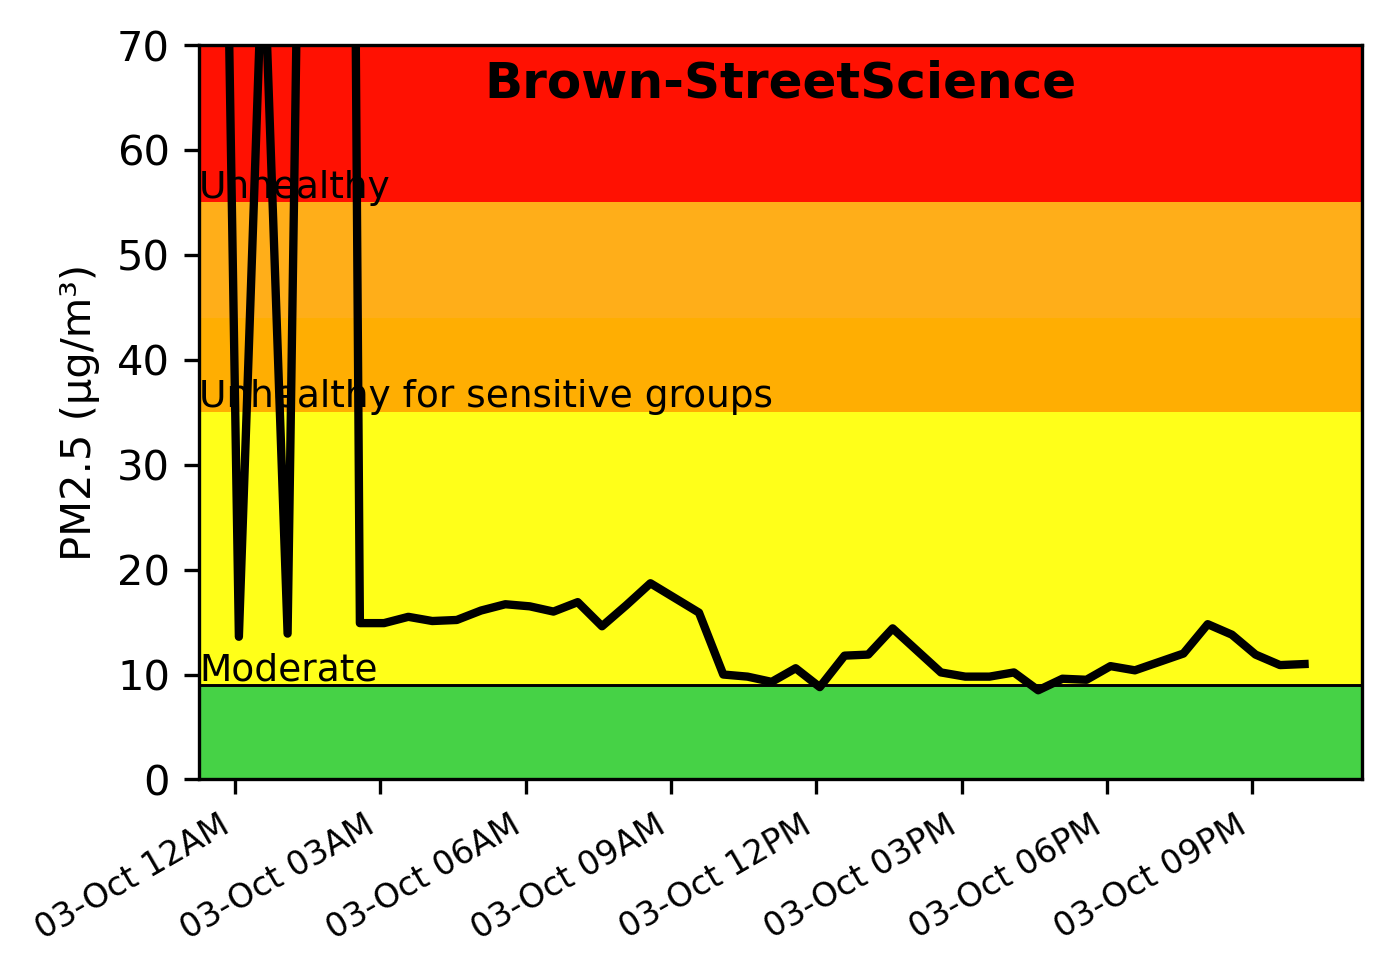 Brown-StreetScience
PM2.5 (µg/m³)
70
60
50
40
30
20
10
0
Unhealthy
Unhealthy for sensitive groups
Moderate
03-Oct 12AM
03-Oct 03AM
03-Oct 06AM
03-Oct 09AM
03-Oct 12PM
03-Oct 03PM
03-Oct 06PM
03-Oct 09PM